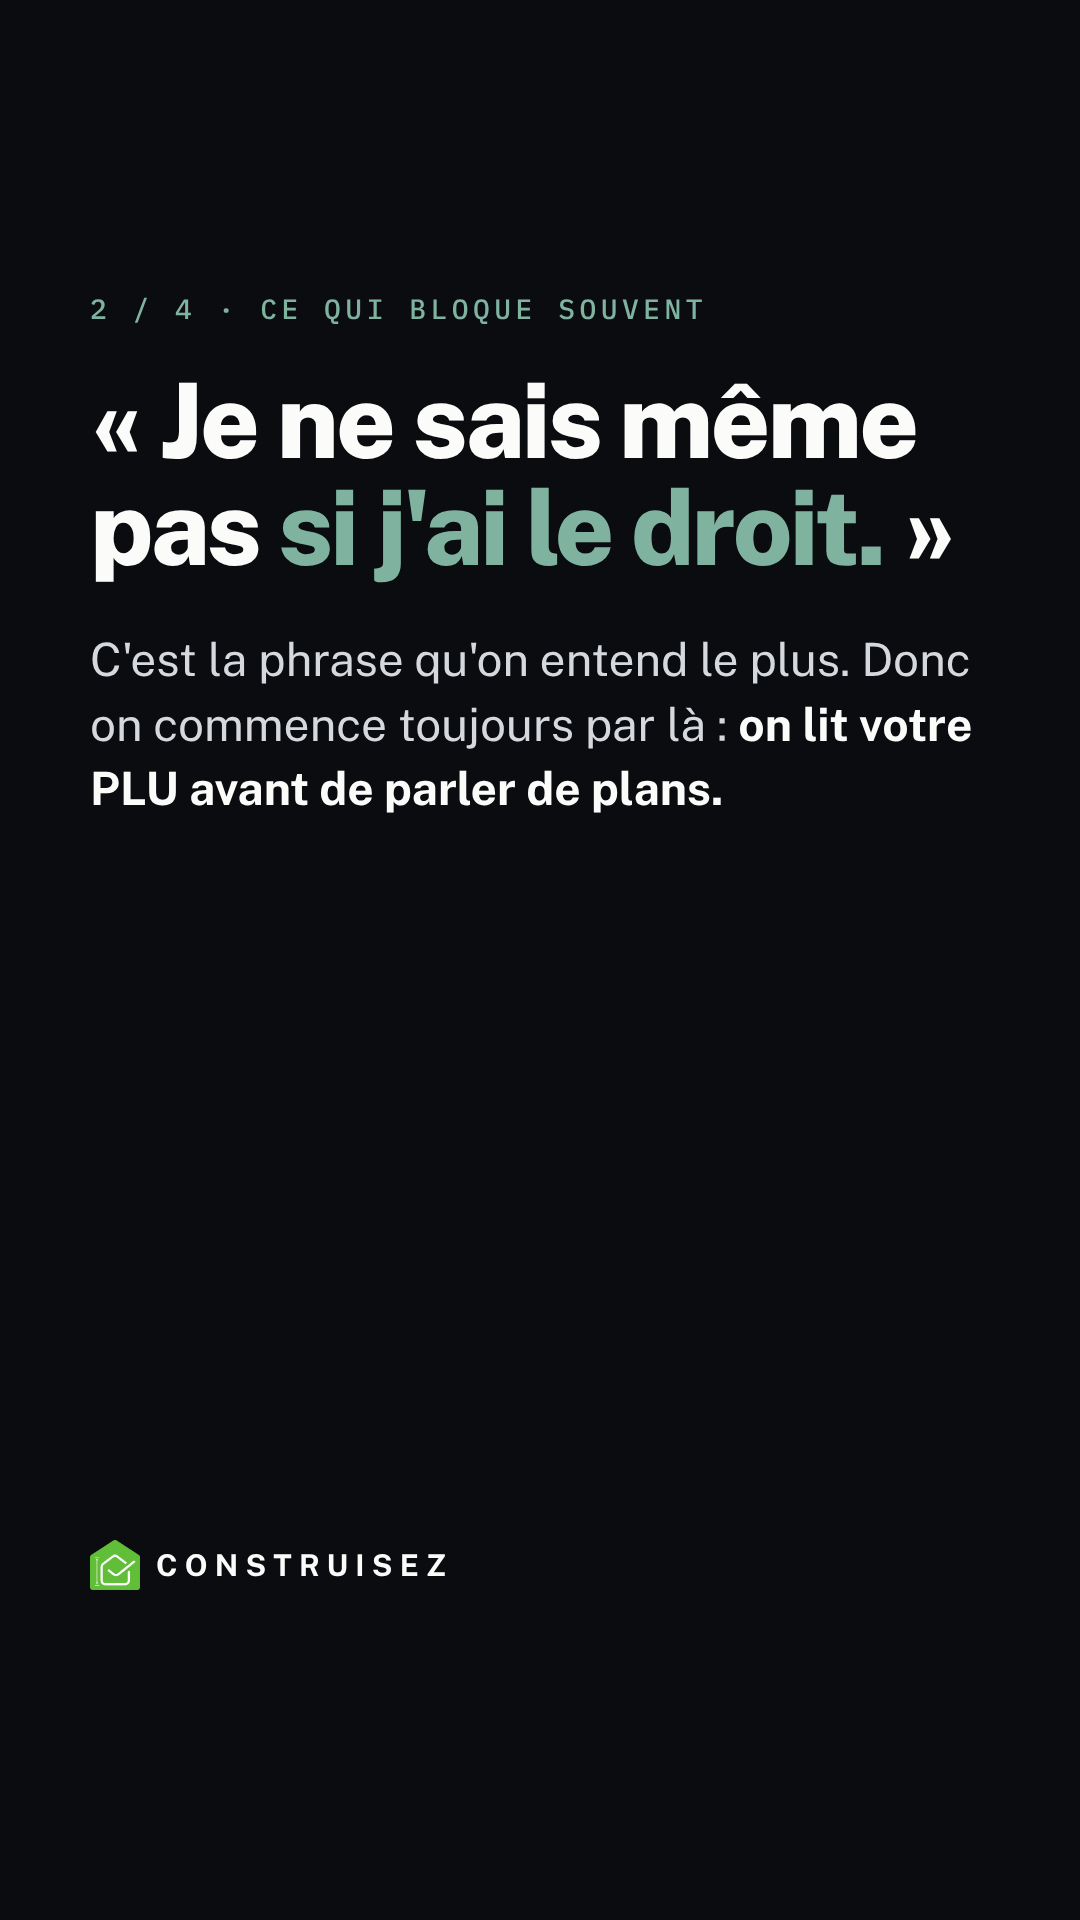 2 / 4 · CE QUI BLOQUE SOUVENT
« Je ne sais même
pas si j'ai le droit. »
C'est la phrase qu'on entend le plus. Donc
on commence toujours par là : on lit votre
PLU avant de parler de plans.
CONSTRUISEZ